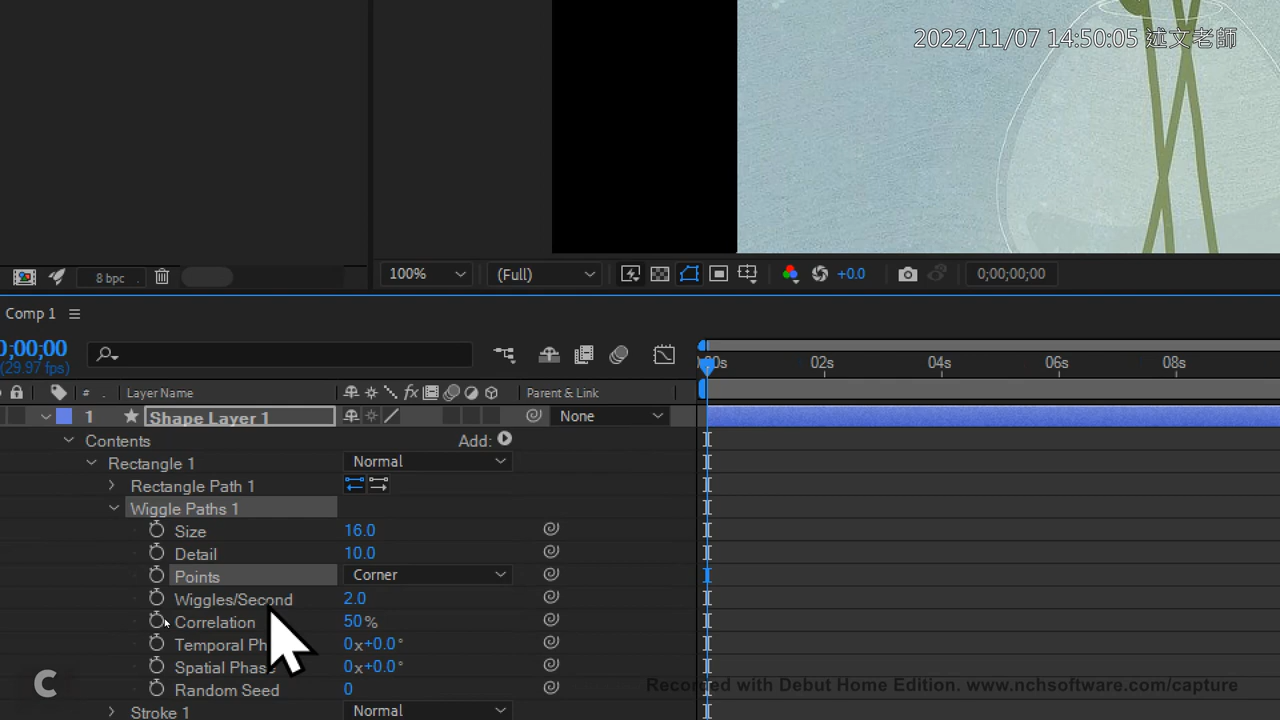 2022/11/07 14:50:05 述文老師
8 bpc
100%
(Full)
+0.0
0;00;00;00
Comp 1
0;00;00
(29.97 fps)
00s 02s 04s 06s 08s
# . Layer Name fx Parent & Link
1 Shape Layer 1 None
Contents Add:
Rectangle 1 Normal
Rectangle Path 1
Wiggle Paths 1
Size 16.0
Detail 10.0
Points Corner
Wiggles/Second 2.0
Correlation 50 %
Temporal Ph 0x+0.0°
Spatial Phase 0x+0.0°
Random Seed 0
C Recorded with Debut Home Edition. www.nchsoftware.com/capture
Stroke 1 Normal